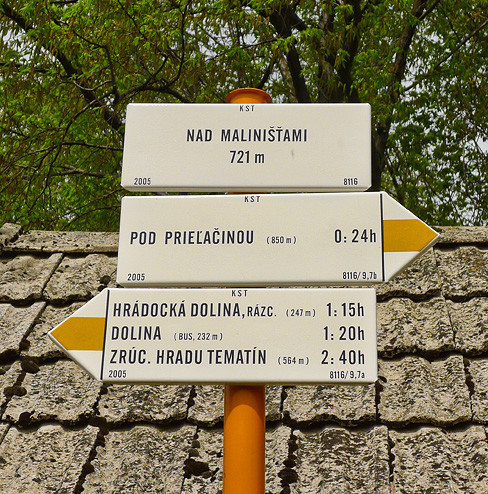 KST
NAD MALINIŠŤAMI
721 m
2005 8116
KST
POD PRIEĽAČINOU (850 m) 0:24h
2005 8116/9,7b
KST
HRÁDOCKÁ DOLINA, RÁZC. (247 m) 1:15h
DOLINA (BUS, 232 m) 1:20h
ZRÚC. HRADU TEMATÍN (564 m) 2:40h
2005 8116/9,7a